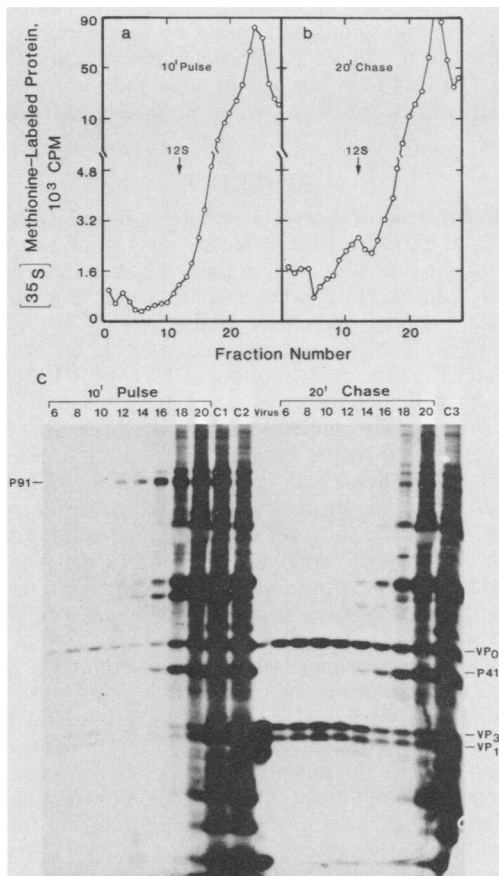 [35S] Methionine-Labeled Protein, 10³ CPM
90
50
10
4.8
3.2
1.6
0
a
10' Pulse
12S
b
20' Chase
12S
10
20
10
20
Fraction Number
C
10' Pulse
20' Chase
6 8 10 12 14 16 18 20 C1 C2 Virus 6 8 10 12 14 16 18 20 C3
P91
VP0
P41
VP3
VP1